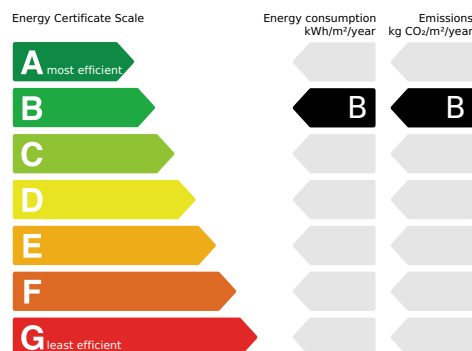 Energy Certificate Scale
Energy consumption
kWh/m²/year
Emissions
kg CO₂/m²/year
A most efficient
B
B
B
C
D
E
F
G least efficient